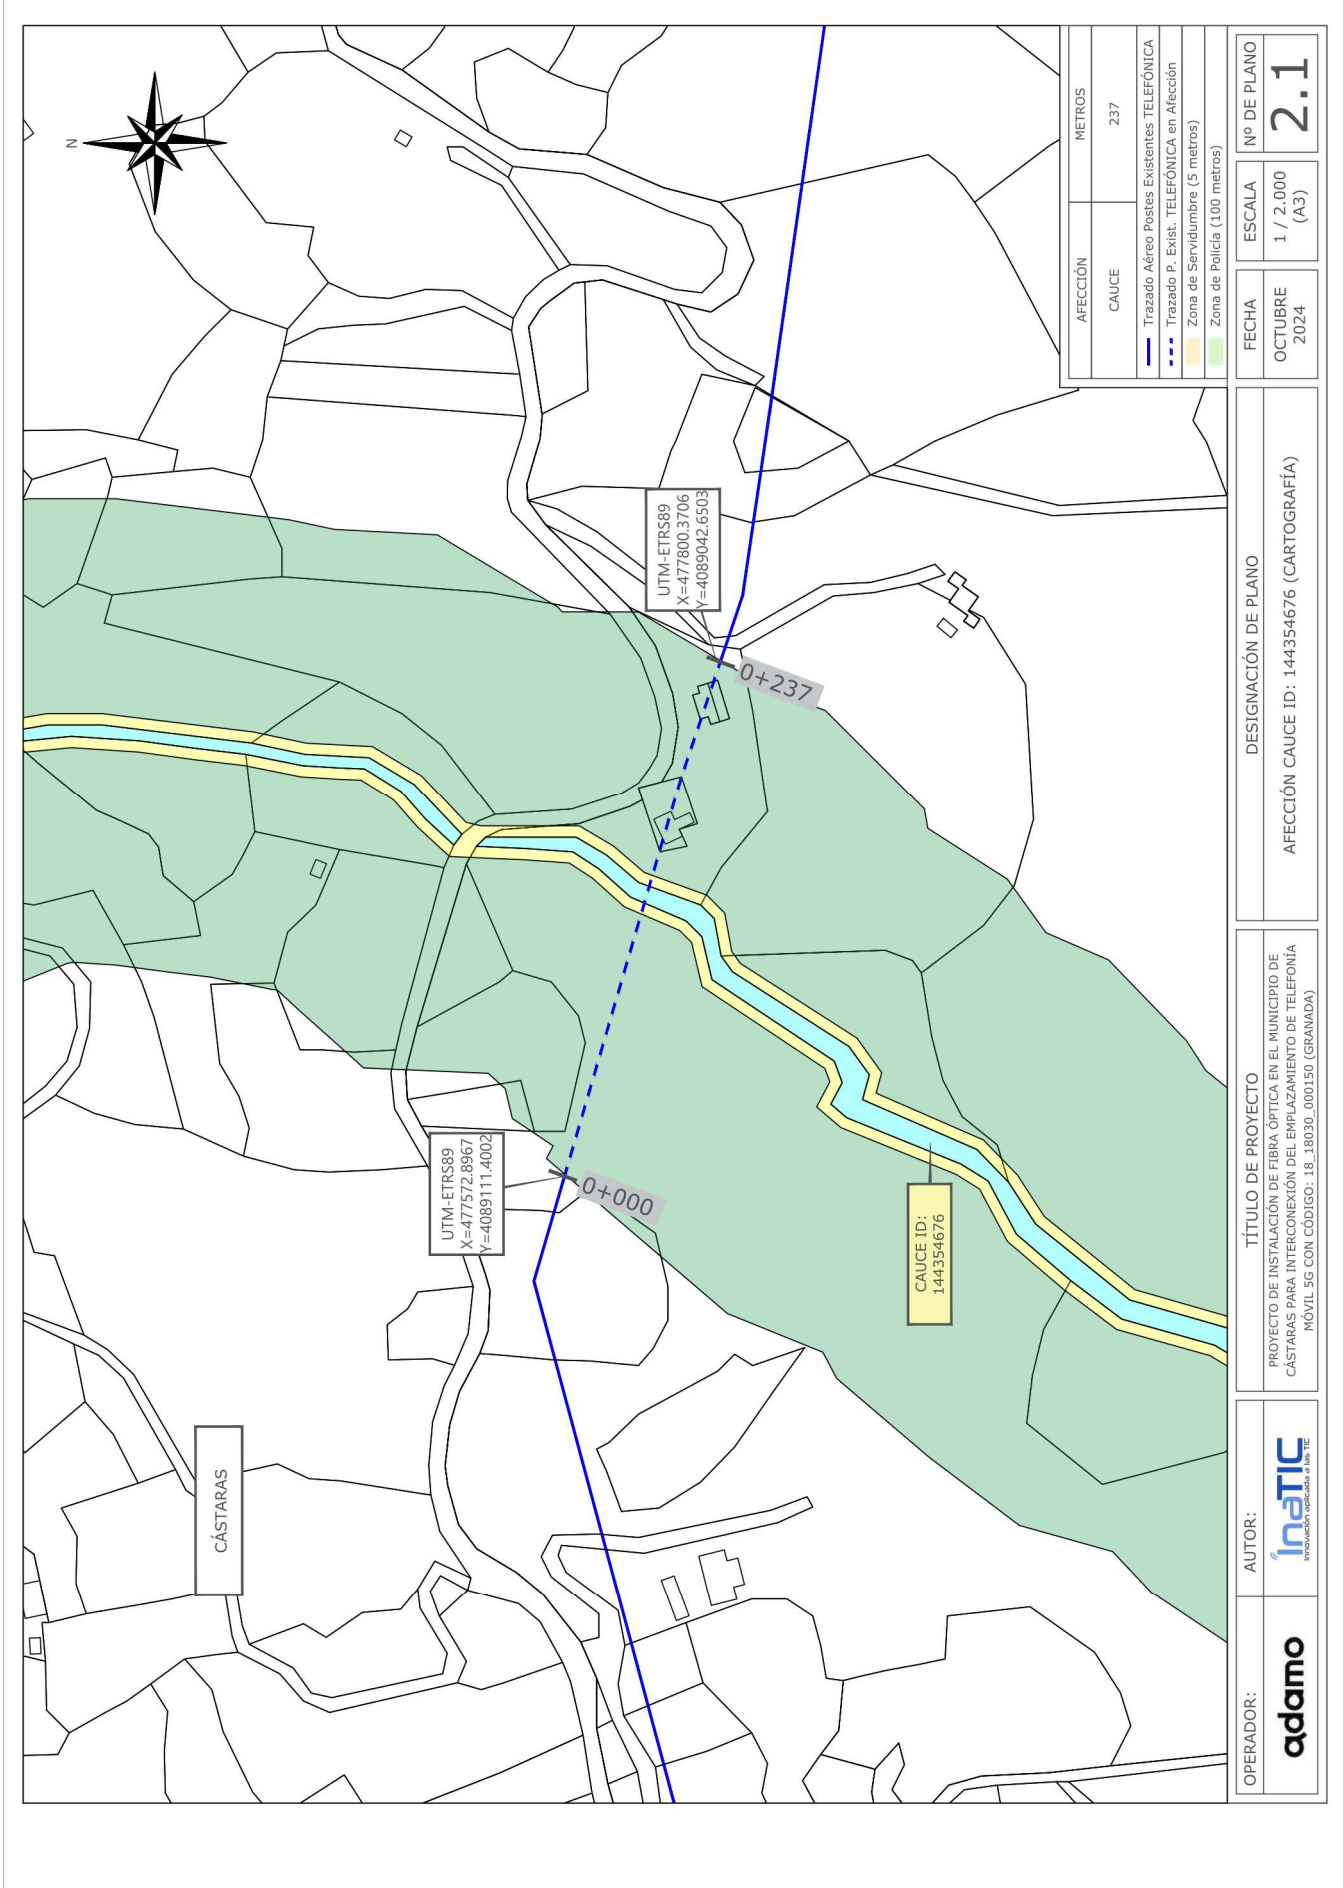 N
UTM-ETRS89
X=477800.3706
Y=4089042.6503
0+237
UTM-ETRS89
X=477572.8967
Y=4089111.4002
0+000
CAUCE ID:
144354676
CÁSTARAS
AFECCIÓN
METROS
CAUCE
237
Trazado Aéreo Postes Existentes TELEFÓNICA
Trazado P. Exist. TELEFÓNICA en Afección
Zona de Servidumbre (5 metros)
Zona de Policía (100 metros)
OPERADOR:
adamo
AUTOR:
inaTIC
Innovación aplicada a las TIC
TÍTULO DE PROYECTO
PROYECTO DE INSTALACIÓN DE FIBRA ÓPTICA EN EL MUNICIPIO DE
CÁSTARAS PARA INTERCONEXIÓN DEL EMPLAZAMIENTO DE TELEFONÍA
MÓVIL 5G CON CÓDIGO: 18_18030_000150 (GRANADA)
DESIGNACIÓN DE PLANO
AFECCIÓN CAUCE ID: 144354676 (CARTOGRAFÍA)
FECHA
OCTUBRE
2024
ESCALA
1 / 2.000
(A3)
Nº DE PLANO
2.1